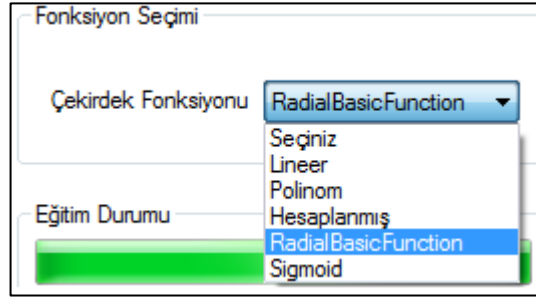 Fonksiyon Seçimi
Çekirdek Fonksiyonu RadialBasicFunction
Seçiniz
Lineer
Polinom
Hesaplanmış
RadialBasicFunction
Sigmoid
Eğitim Durumu